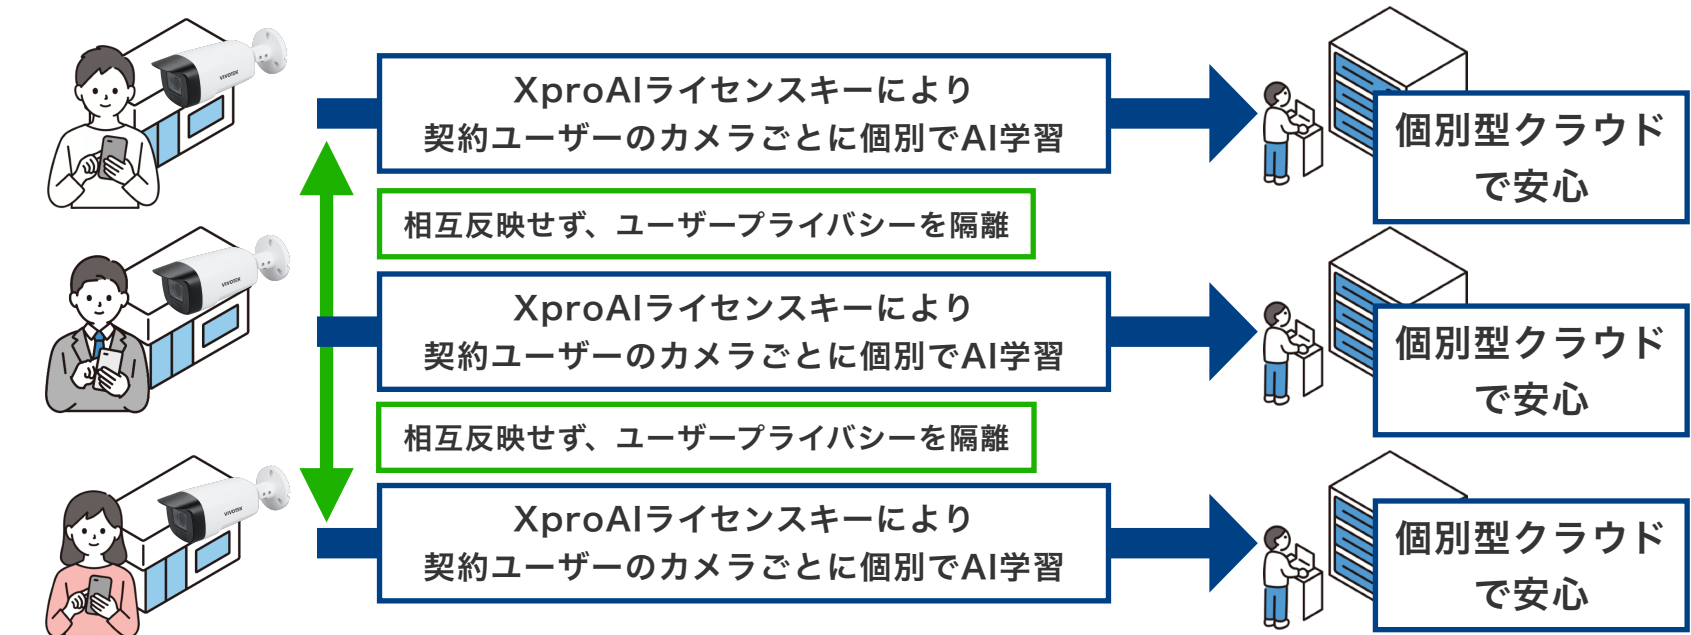 VIVOTEK
XproAIライセンスキーにより
契約ユーザーのカメラごとに個別でAI学習
個別型クラウド
で安心
相互反映せず、ユーザープライバシーを隔離
VIVOTEK
XproAIライセンスキーにより
契約ユーザーのカメラごとに個別でAI学習
個別型クラウド
で安心
相互反映せず、ユーザープライバシーを隔離
VIVOTEK
XproAIライセンスキーにより
契約ユーザーのカメラごとに個別でAI学習
個別型クラウド
で安心